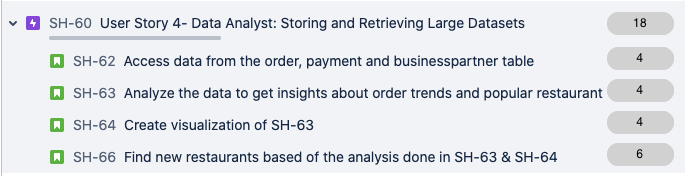 SH-60 User Story 4- Data Analyst: Storing and Retrieving Large Datasets 18
SH-62 Access data from the order, payment and businesspartner table 4
SH-63 Analyze the data to get insights about order trends and popular restaurant 4
SH-64 Create visualization of SH-63 4
SH-66 Find new restaurants based of the analysis done in SH-63 & SH-64 6